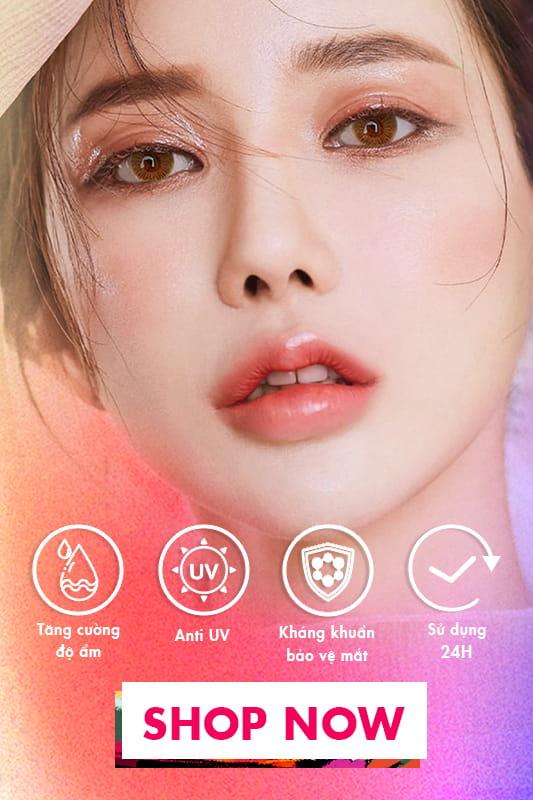 UV
Tăng cường
độ ẩm
Anti UV
Kháng khuẩn
bảo vệ mắt
Sử dụng
24H
SHOP NOW